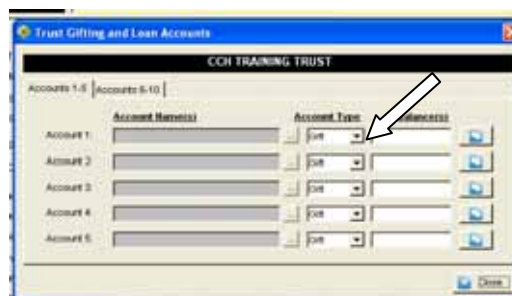 Trust Gifting and Loan Accounts
CCH TRAINING TRUST
Accounts 1-5 Accounts 6-10
Account Name(s) Account Type Balance(s)
Account 1 Gift
Account 2 Gift
Account 3 Gift
Account 4 Gift
Account 5 Gift
Close